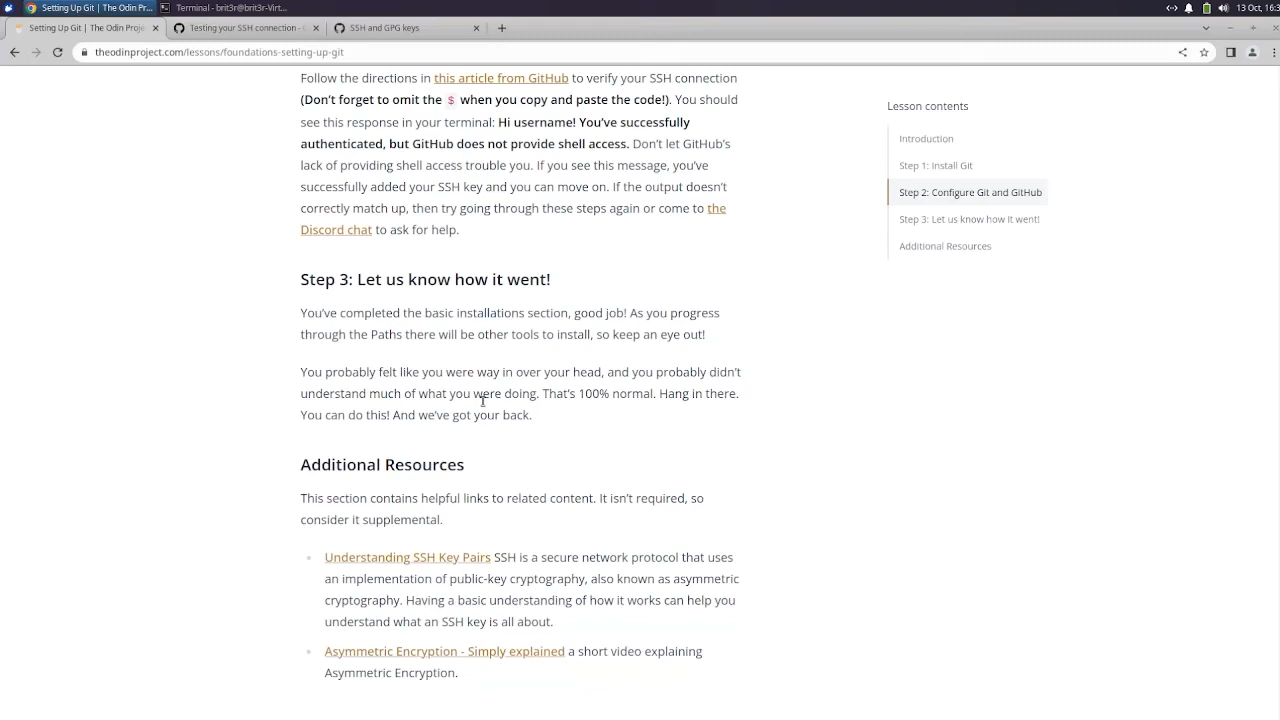 Setting Up Git | The Odin Pr...
Terminal - brit3r@brit3r-Virt...
13 Oct, 16:3
Setting Up Git | The Odin Proje
Testing your SSH connection - G
SSH and GPG keys
theodinproject.com/lessons/foundations-setting-up-git
Follow the directions in this article from GitHub to verify your SSH connection
(Don’t forget to omit the $ when you copy and paste the code!). You should
see this response in your terminal: Hi username! You’ve successfully
authenticated, but GitHub does not provide shell access. Don’t let GitHub’s
lack of providing shell access trouble you. If you see this message, you’ve
successfully added your SSH key and you can move on. If the output doesn’t
correctly match up, then try going through these steps again or come to the
Discord chat to ask for help.
Step 3: Let us know how it went!
You’ve completed the basic installations section, good job! As you progress
through the Paths there will be other tools to install, so keep an eye out!
You probably felt like you were way in over your head, and you probably didn’t
understand much of what you were doing. That’s 100% normal. Hang in there.
You can do this! And we’ve got your back.
Additional Resources
This section contains helpful links to related content. It isn’t required, so
consider it supplemental.
Understanding SSH Key Pairs SSH is a secure network protocol that uses
an implementation of public-key cryptography, also known as asymmetric
cryptography. Having a basic understanding of how it works can help you
understand what an SSH key is all about.
Asymmetric Encryption - Simply explained a short video explaining
Asymmetric Encryption.
Lesson contents
Introduction
Step 1: Install Git
Step 2: Configure Git and GitHub
Step 3: Let us know how it went!
Additional Resources